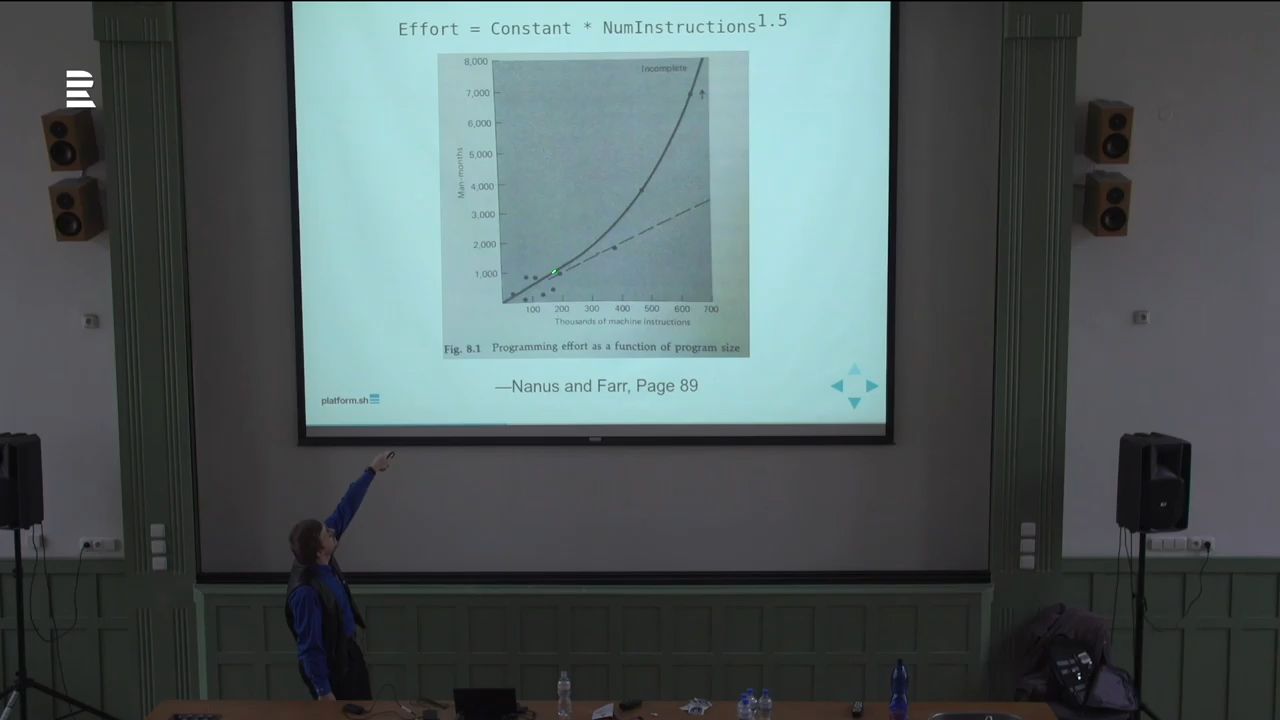 Effort = Constant * NumInstructions^1.5
8,000
Incomplete
7,000
6,000
5,000
4,000
3,000
2,000
1,000
Man-months
100 200 300 400 500 600 700
Thousands of machine instructions
Fig. 8.1 Programming effort as a function of program size
—Nanus and Farr, Page 89
platform.sh